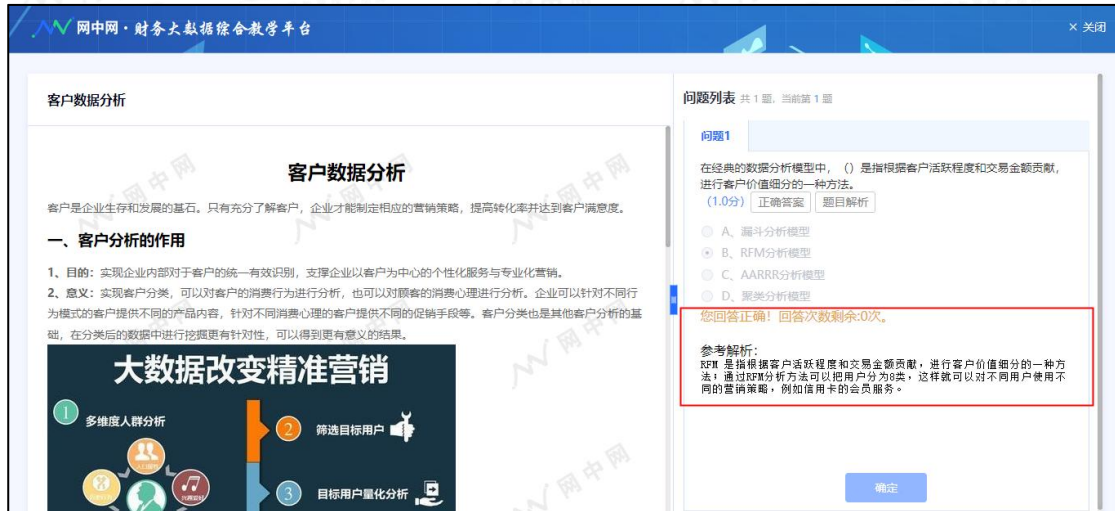 网中网·财务大数据综合教学平台
× 关闭
客户数据分析
客户数据分析
客户是企业生存和发展的基石。只有充分了解客户，企业才能制定相应的营销策略，提高转化率并达到客户满意度。
一、客户分析的作用
1、目的：实现企业内部对于客户的统一有效识别，支撑企业以客户为中心的个性化服务与专业化营销。
2、意义：实现客户分类，可以对客户的消费行为进行分析，也可以对顾客的消费心理进行分析。企业可以针对不同行
为模式的客户提供不同的产品内容，针对不同消费心理的客户提供不同的促销手段等。客户分类也是其他客户分析的基
础，在分类后的数据中进行挖掘更有针对性，可以得到更有意义的结果。
大数据改变精准营销
1 多维度人群分析
2 筛选目标用户
3 目标用户量化分析
问题列表 共 1 题，当前第 1 题
问题1
在经典的数据分析模型中，（）是指根据客户活跃程度和交易金额贡献，
进行客户价值细分的一种方法。
（1.0分） 正确答案 题目解析
A、漏斗分析模型
B、RFM分析模型
C、AARRR分析模型
D、聚类分析模型
您回答正确！回答次数剩余:0次。
参考解析：
RFM 是指根据客户活跃程度和交易金额贡献，进行客户价值细分的一种方
法；通过RFM分析方法可以把用户分为8类，这样就可以对不同用户使用不
同的营销策略，例如信用卡的会员服务。
确定